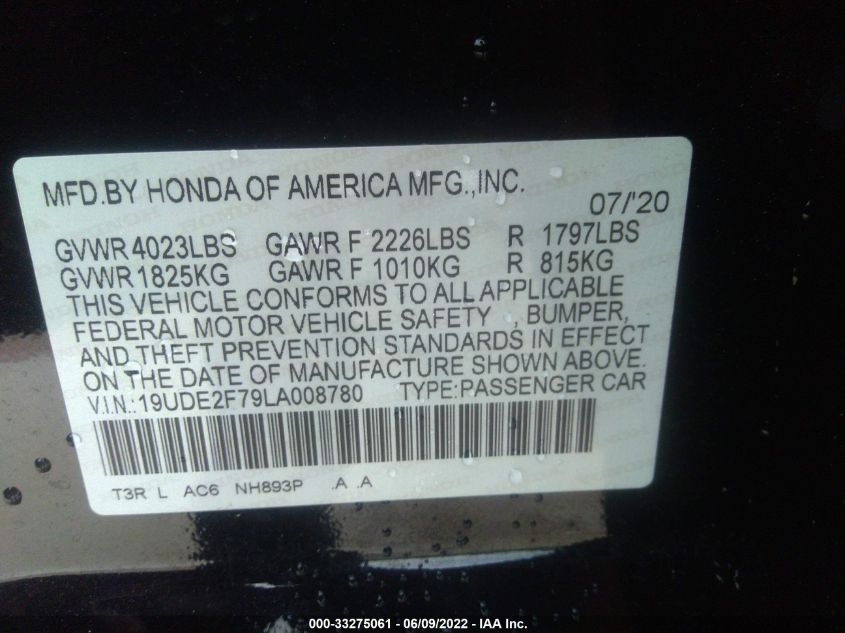 MFD.BY HONDA OF AMERICA MFG.,INC.
07/'20
GVWR 4023LBS GAWR F 2226LBS R 1797LBS
GVWR 1825KG GAWR F 1010KG R 815KG
THIS VEHICLE CONFORMS TO ALL APPLICABLE
FEDERAL MOTOR VEHICLE SAFETY , BUMPER,
AND THEFT PREVENTION STANDARDS IN EFFECT
ON THE DATE OF MANUFACTURE SHOWN ABOVE.
V.I.N.:19UDE2F79LA008780 TYPE:PASSENGER CAR
T3R L AC6 NH893P .A .A
000-33275061 - 06/09/2022 - IAA Inc.